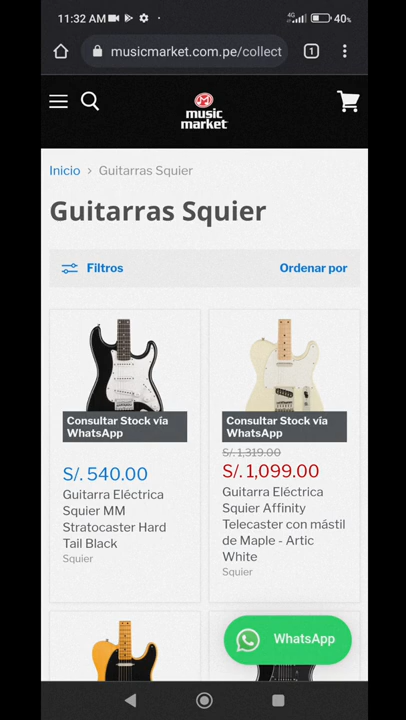 11:32 AM
4G
40%
musicmarket.com.pe/collect
1
music
market
Inicio > Guitarras Squier
Guitarras Squier
Filtros
Ordenar por
Consultar Stock vía
WhatsApp
S/. 540.00
Guitarra Eléctrica
Squier MM
Stratocaster Hard
Tail Black
Squier
Consultar Stock vía
WhatsApp
S/. 1,319.00
S/. 1,099.00
Guitarra Eléctrica
Squier Affinity
Telecaster con mástil
de Maple - Artic
White
Squier
WhatsApp